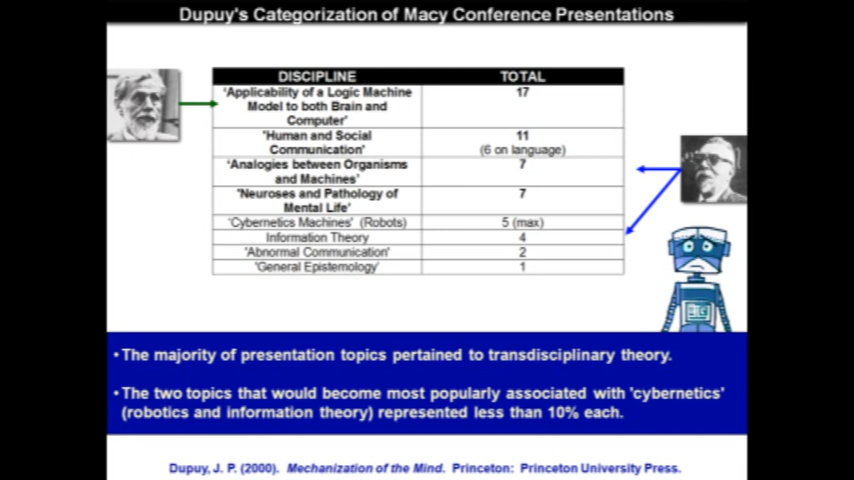 Dupuy's Categorization of Macy Conference Presentations
DISCIPLINE TOTAL
'Applicability of a Logic Machine 17
Model to both Brain and
Computer'
'Human and Social 11
Communication' (6 on language)
'Analogies between Organisms 7
and Machines'
'Neuroses and Pathology of 7
Mental Life'
'Cybernetics Machines' (Robots) 5 (max)
Information Theory 4
'Abnormal Communication' 2
'General Epistemology' 1
• The majority of presentation topics pertained to transdisciplinary theory.
• The two topics that would become most popularly associated with 'cybernetics'
(robotics and information theory) represented less than 10% each.
Dupuy, J. P. (2000). Mechanization of the Mind. Princeton: Princeton University Press.